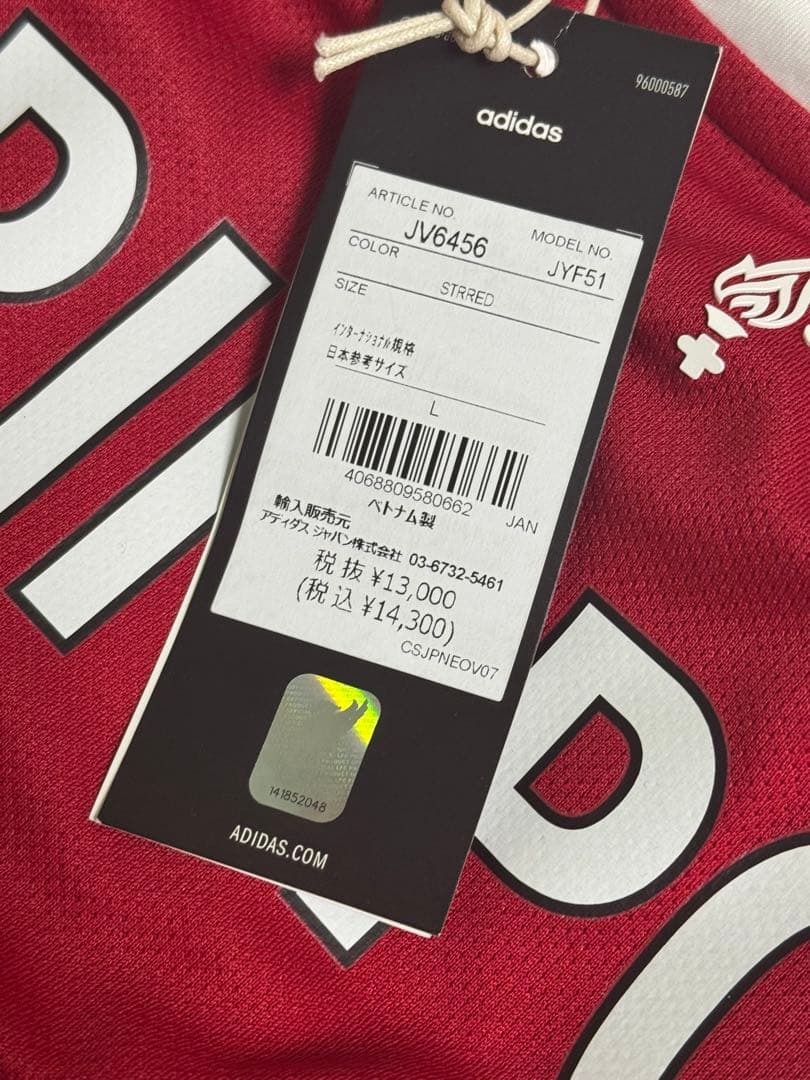 96000587
adidas
ARTICLE NO.
JV6456
MODEL NO.
JYF51
COLOR
STRRED
SIZE
インターナショナル規格
日本参考サイズ
L
4068809580662
JAN
ベトナム製
輸入販売元
アディダス ジャパン株式会社 03-6732-5461
税抜 ¥13,000
(税込 ¥14,300)
CSJPNEOV07
141852048
ADIDAS.COM